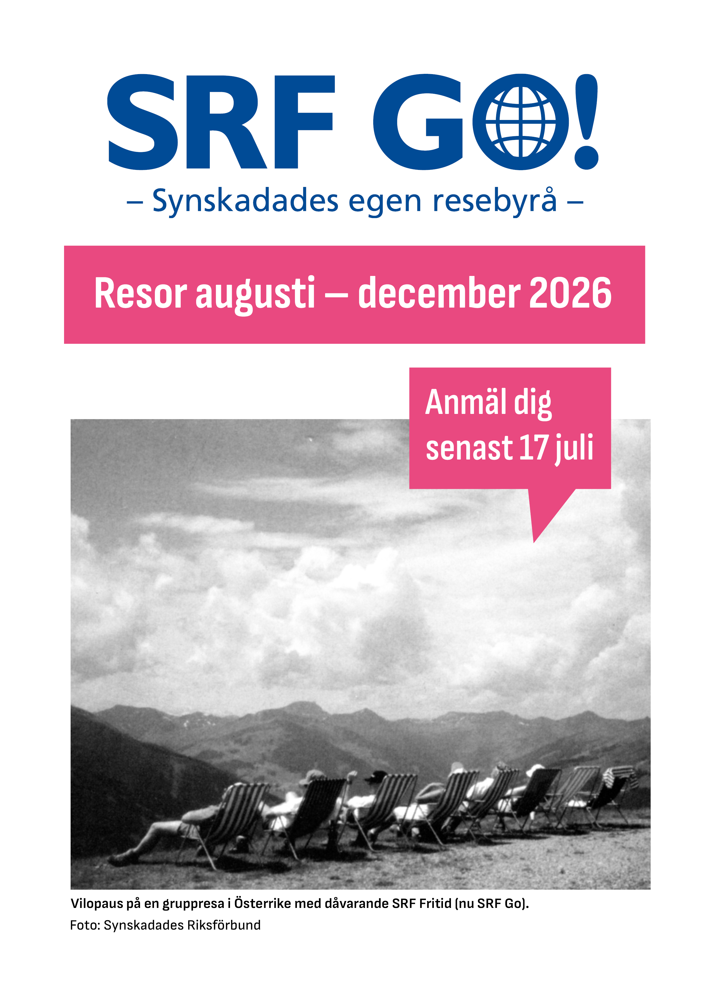 SRF GO!
– Synskadades egen resebyrå –
Resor augusti – december 2026
Anmäl dig
senast 17 juli
Vilopaus på en gruppresa i Österrike med dåvarande SRF Fritid (nu SRF Go).
Foto: Synskadades Riksförbund